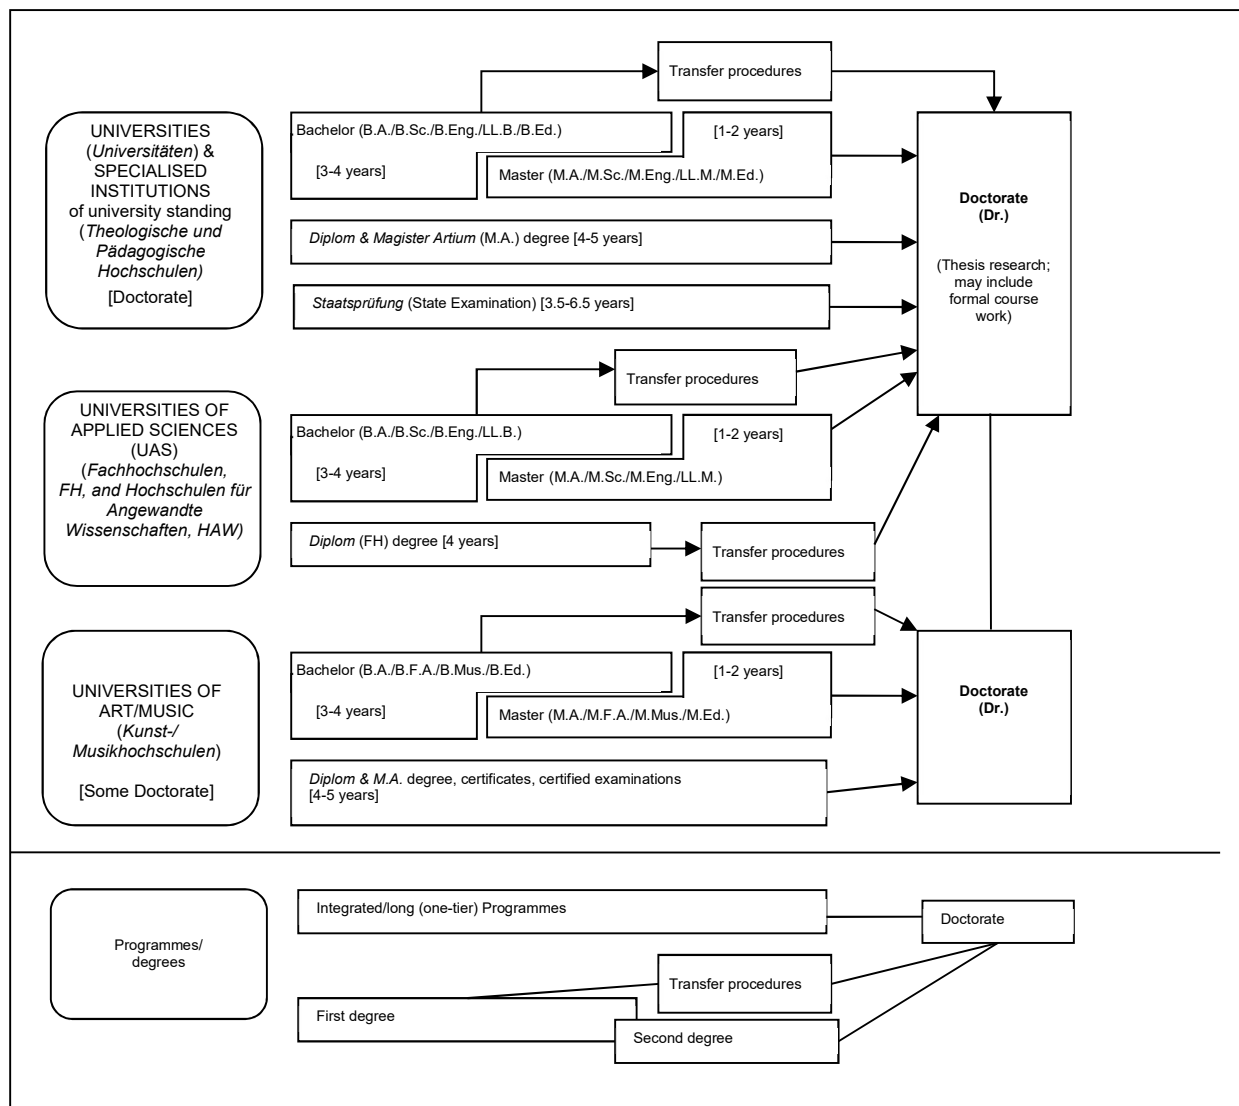 Transfer procedures
UNIVERSITIES
(Universitäten) &
SPECIALISED
INSTITUTIONS
of university standing
(Theologische und
Pädagogische
Hochschulen)
[Doctorate]
Bachelor (B.A./B.Sc./B.Eng./LL.B./B.Ed.)
[3-4 years]
[1-2 years]
Master (M.A./M.Sc./M.Eng./LL.M./M.Ed.)
Diplom & Magister Artium (M.A.) degree [4-5 years]
Staatsprüfung (State Examination) [3.5-6.5 years]
Doctorate
(Dr.)
(Thesis research;
may include
formal course
work)
Transfer procedures
UNIVERSITIES OF
APPLIED SCIENCES
(UAS)
(Fachhochschulen,
FH, and Hochschulen für
Angewandte
Wissenschaften, HAW)
Bachelor (B.A./B.Sc./B.Eng./LL.B.)
[3-4 years]
[1-2 years]
Master (M.A./M.Sc./M.Eng./LL.M.)
Diplom (FH) degree [4 years]
Transfer procedures
Transfer procedures
UNIVERSITIES OF
ART/MUSIC
(Kunst-/
Musikhochschulen)
[Some Doctorate]
Bachelor (B.A./B.F.A./B.Mus./B.Ed.)
[3-4 years]
[1-2 years]
Master (M.A./M.F.A./M.Mus./M.Ed.)
Diplom & M.A. degree, certificates, certified examinations
[4-5 years]
Doctorate
(Dr.)
Programmes/
degrees
Integrated/long (one-tier) Programmes
Doctorate
Transfer procedures
First degree
Second degree